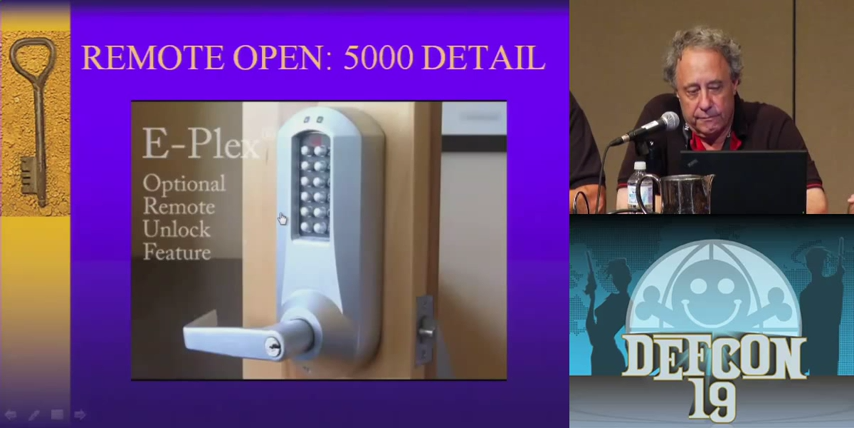 REMOTE OPEN: 5000 DETAIL
E-Plex
Optional
Remote
Unlock
Feature
DEFCON
19